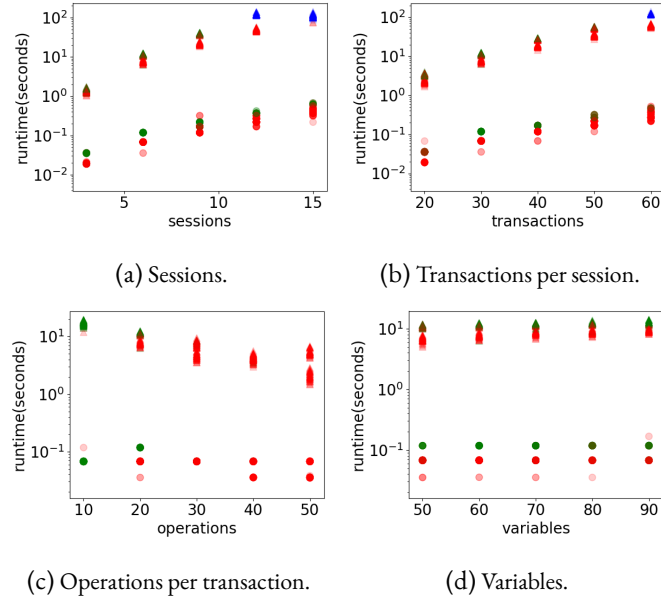 10²
10¹
10⁰
10⁻¹
10⁻²
runtime(seconds)
5
10
15
sessions
(a) Sessions.
10²
10¹
10⁰
10⁻¹
10⁻²
runtime(seconds)
20
30
40
50
60
transactions
(b) Transactions per session.
10¹
10⁰
10⁻¹
runtime(seconds)
10
20
30
40
50
operations
(c) Operations per transaction.
10¹
10⁰
10⁻¹
runtime(seconds)
50
60
70
80
90
variables
(d) Variables.